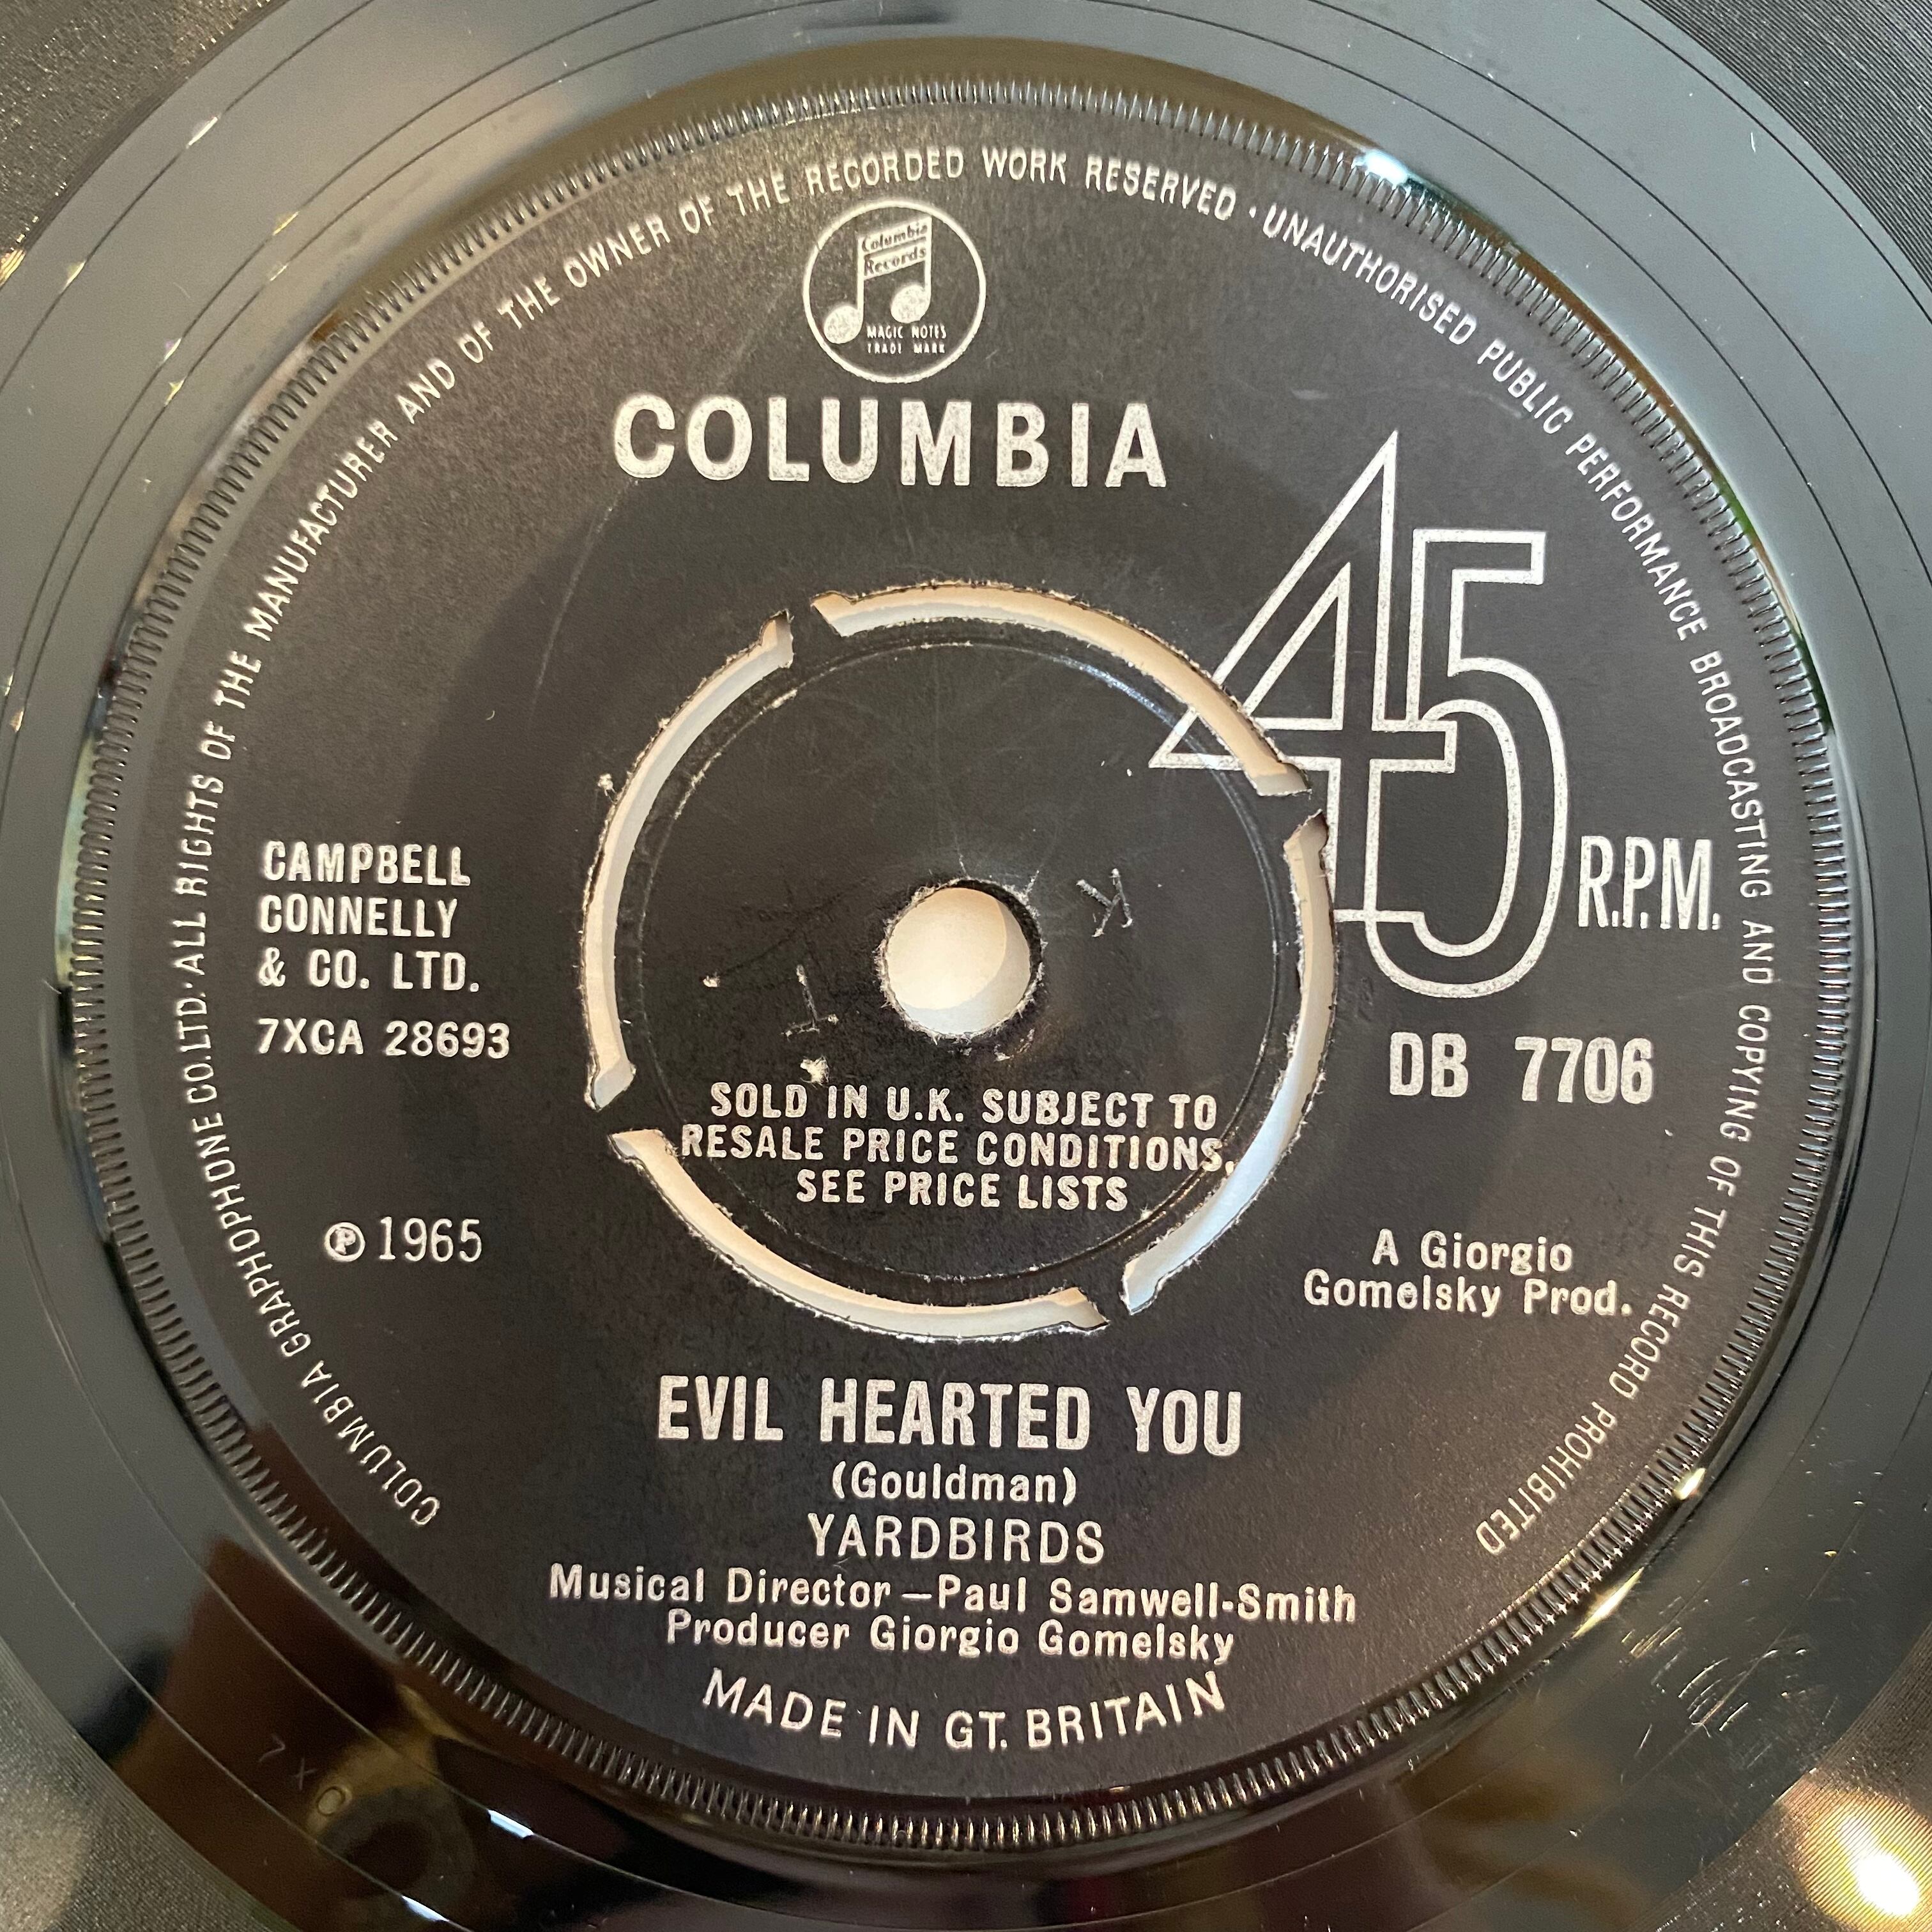 COLUMBIA GRAPHOPHONE CO.LTD. ALL RIGHTS OF THE MANUFACTURER AND OF THE OWNER OF THE RECORDED WORK RESERVED · UNAUTHORISED PUBLIC PERFORMANCE BROADCASTING AND COPYING OF THIS RECORD PROHIBITED
Columbia
Records
MAGIC NOTES
TRADE MARK
COLUMBIA
45 R.P.M.
CAMPBELL
CONNELLY
& CO. LTD.
7XCA 28693
DB 7706
K
T
SOLD IN U.K. SUBJECT TO
RESALE PRICE CONDITIONS,
SEE PRICE LISTS
℗ 1965
A Giorgio
Gomelsky Prod.
EVIL HEARTED YOU
(Gouldman)
YARDBIRDS
Musical Director – Paul Samwell-Smith
Producer Giorgio Gomelsky
MADE IN GT. BRITAIN
7XC